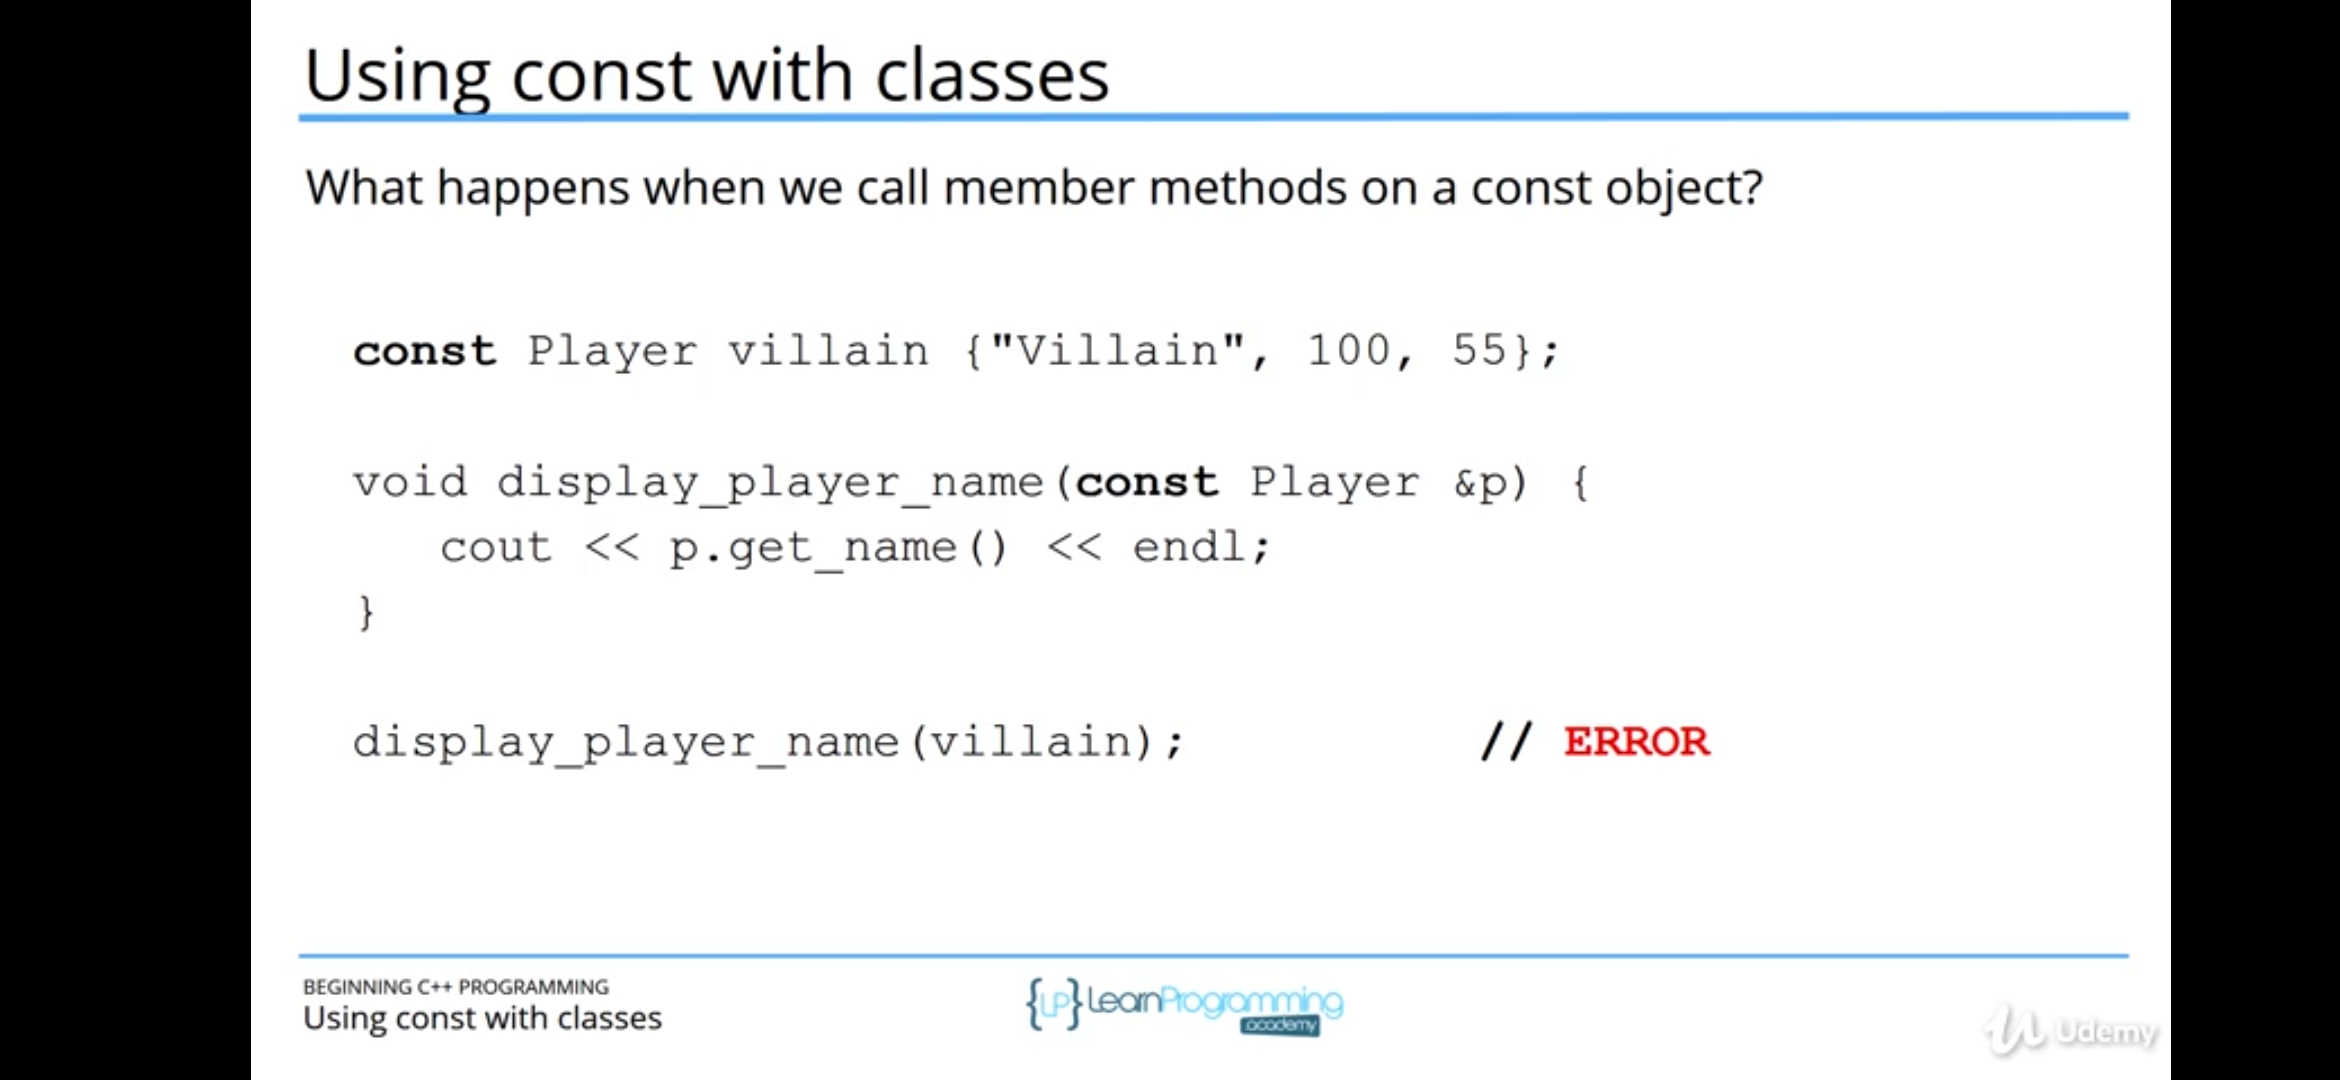 Using const with classes
What happens when we call member methods on a const object?
const Player villain {"Villain", 100, 55};
void display_player_name(const Player &p) {
cout << p.get_name() << endl;
}
display_player_name(villain); // ERROR
BEGINNING C++ PROGRAMMING
Using const with classes
{LP}LearnProgramming
academy
Udemy